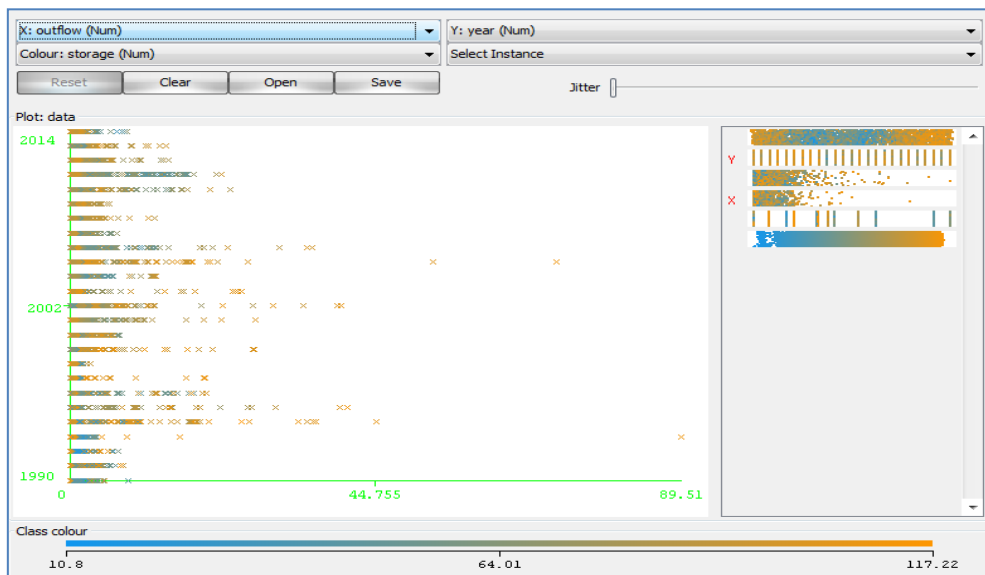 X: outflow (Num)
Y: year (Num)
Colour: storage (Num)
Select Instance
Reset
Clear
Open
Save
Jitter
Plot: data
2014
2002
1990
0
44.755
89.51
Y
X
Class colour
10.8
64.01
117.22